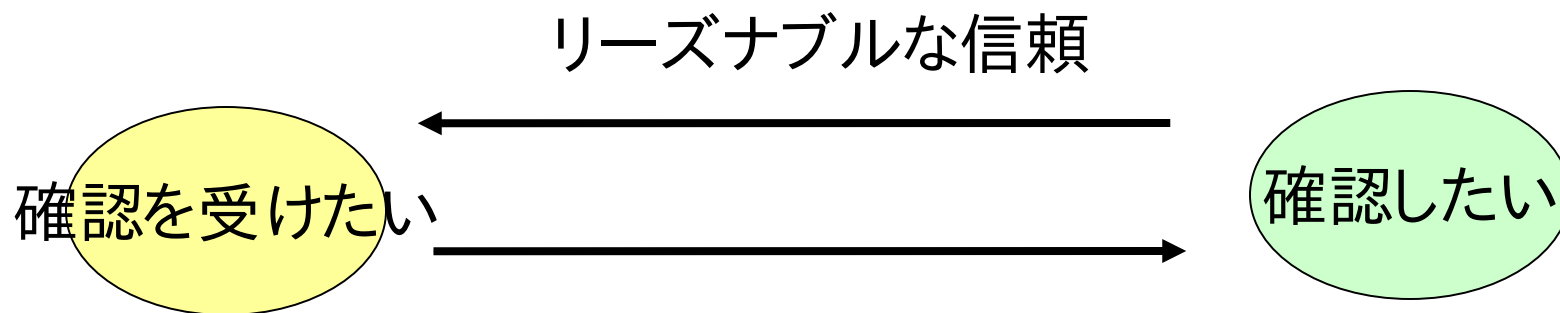 リーズナブルな信頼
確認を受けたい
確認したい